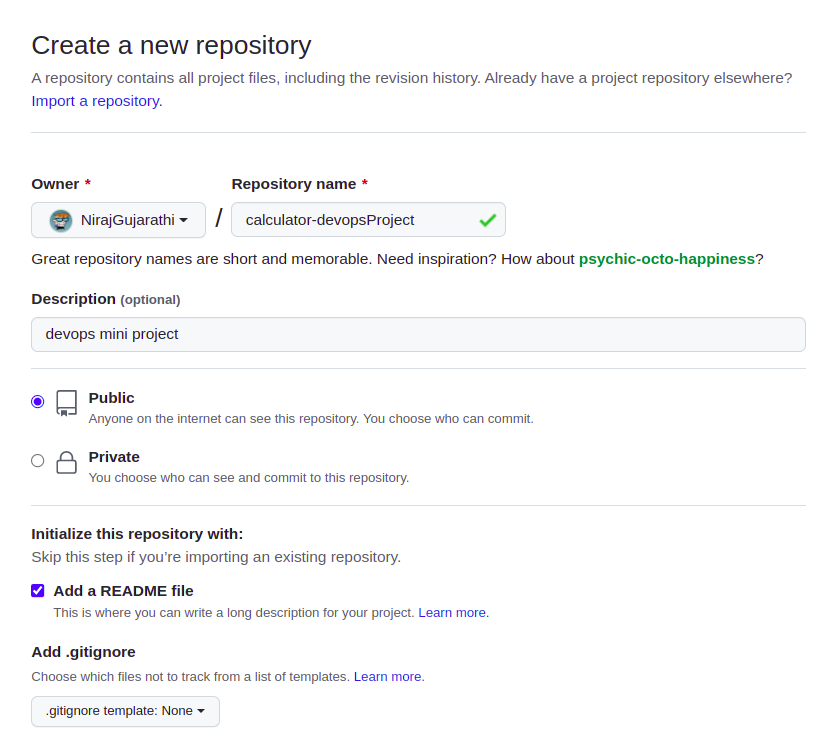 Create a new repository
A repository contains all project files, including the revision history. Already have a project repository elsewhere?
Import a repository.
Owner * Repository name *
NirajGujarathi / calculator-devopsProject
Great repository names are short and memorable. Need inspiration? How about psychic-octo-happiness?
Description (optional)
devops mini project
Public
Anyone on the internet can see this repository. You choose who can commit.
Private
You choose who can see and commit to this repository.
Initialize this repository with:
Skip this step if you’re importing an existing repository.
Add a README file
This is where you can write a long description for your project. Learn more.
Add .gitignore
Choose which files not to track from a list of templates. Learn more.
.gitignore template: None